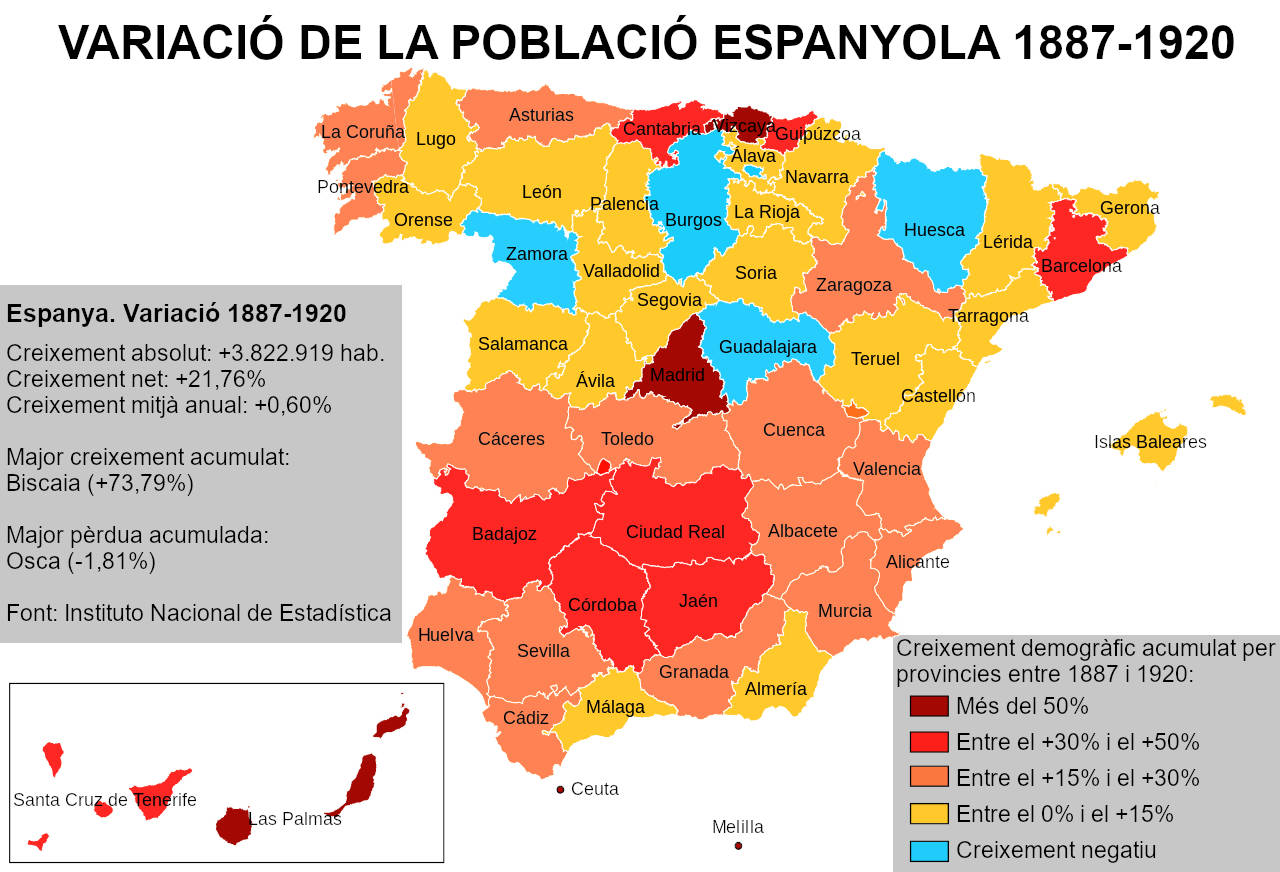 VARIACIÓ DE LA POBLACIÓ ESPANYOLA 1887-1920
La Coruña
Lugo
Asturias
Cantabria
Vizcaya
Guipúzcoa
Álava
Navarra
Pontevedra
Orense
León
Palencia
Burgos
La Rioja
Huesca
Lérida
Gerona
Barcelona
Zamora
Valladolid
Soria
Zaragoza
Tarragona
Segovia
Salamanca
Ávila
Madrid
Guadalajara
Teruel
Castellón
Cáceres
Toledo
Cuenca
Valencia
Islas Baleares
Badajoz
Ciudad Real
Albacete
Alicante
Huelva
Córdoba
Jaén
Murcia
Sevilla
Granada
Almería
Cádiz
Málaga
Ceuta
Melilla
Santa Cruz de Tenerife
Las Palmas
Espanya. Variació 1887-1920
Creixement absolut: +3.822.919 hab.
Creixement net: +21,76%
Creixement mitjà anual: +0,60%
Major creixement acumulat:
Biscaia (+73,79%)
Major pèrdua acumulada:
Osca (-1,81%)
Font: Instituto Nacional de Estadística
Creixement demogràfic acumulat per
províncies entre 1887 i 1920:
Més del 50%
Entre el +30% i el +50%
Entre el +15% i el +30%
Entre el 0% i el +15%
Creixement negatiu